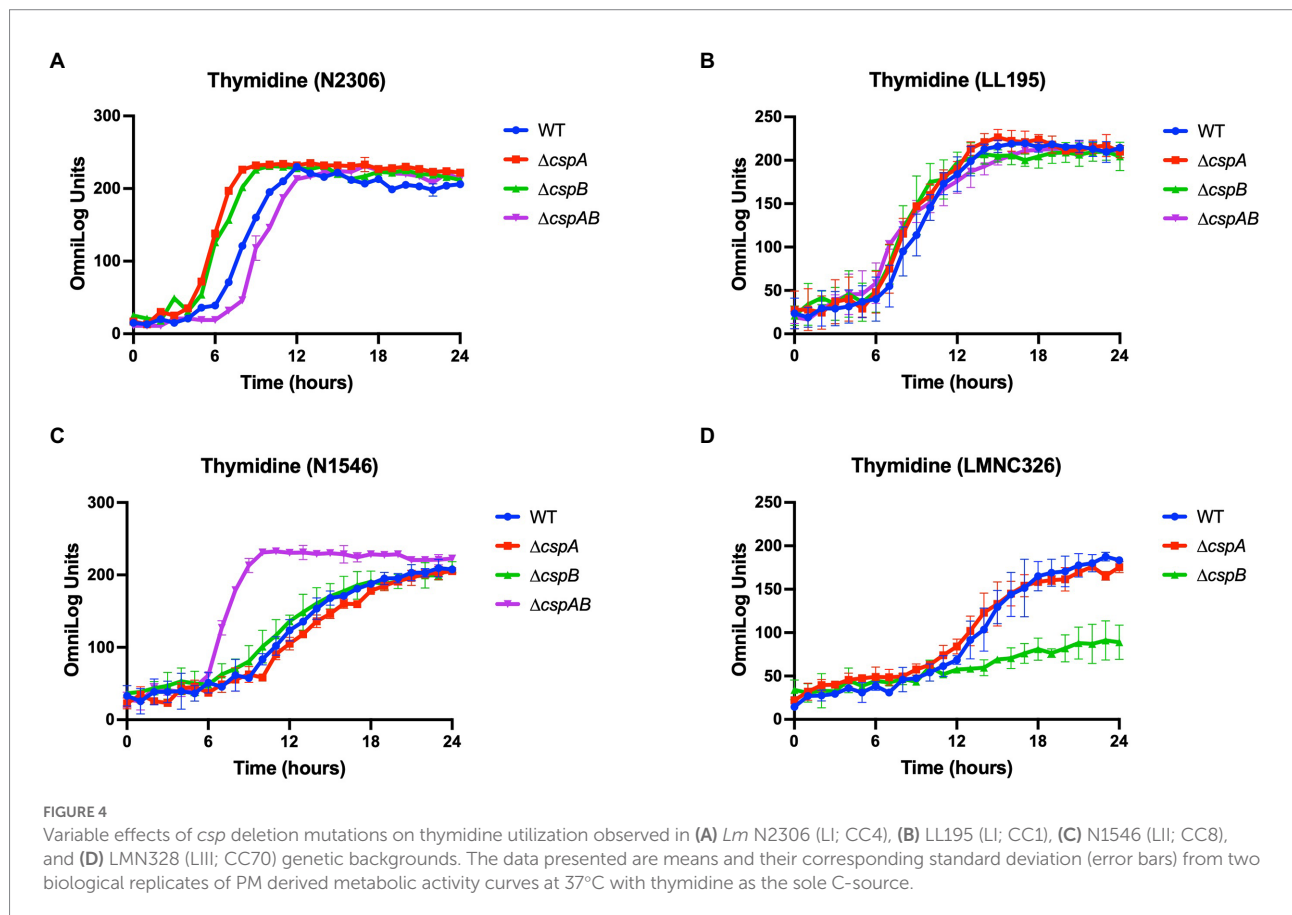 A
Thymidine (N2306)
OmniLog Units
300
200
100
0
0 6 12 18 24
Time (hours)
WT
ΔcspA
ΔcspB
ΔcspAB
B
Thymidine (LL195)
OmniLog Units
250
200
150
100
50
0
0 6 12 18 24
Time (hours)
WT
ΔcspA
ΔcspB
ΔcspAB
C
Thymidine (N1546)
OmniLog Units
300
200
100
0
0 6 12 18 24
Time (hours)
WT
ΔcspA
ΔcspB
ΔcspAB
D
Thymidine (LMNC326)
OmniLog Units
250
200
150
100
50
0
0 6 12 18 24
Time (hours)
WT
ΔcspA
ΔcspB
FIGURE 4
Variable effects of csp deletion mutations on thymidine utilization observed in (A) Lm N2306 (LI; CC4), (B) LL195 (LI; CC1), (C) N1546 (LII; CC8),
and (D) LMN328 (LIII; CC70) genetic backgrounds. The data presented are means and their corresponding standard deviation (error bars) from two
biological replicates of PM derived metabolic activity curves at 37°C with thymidine as the sole C-source.